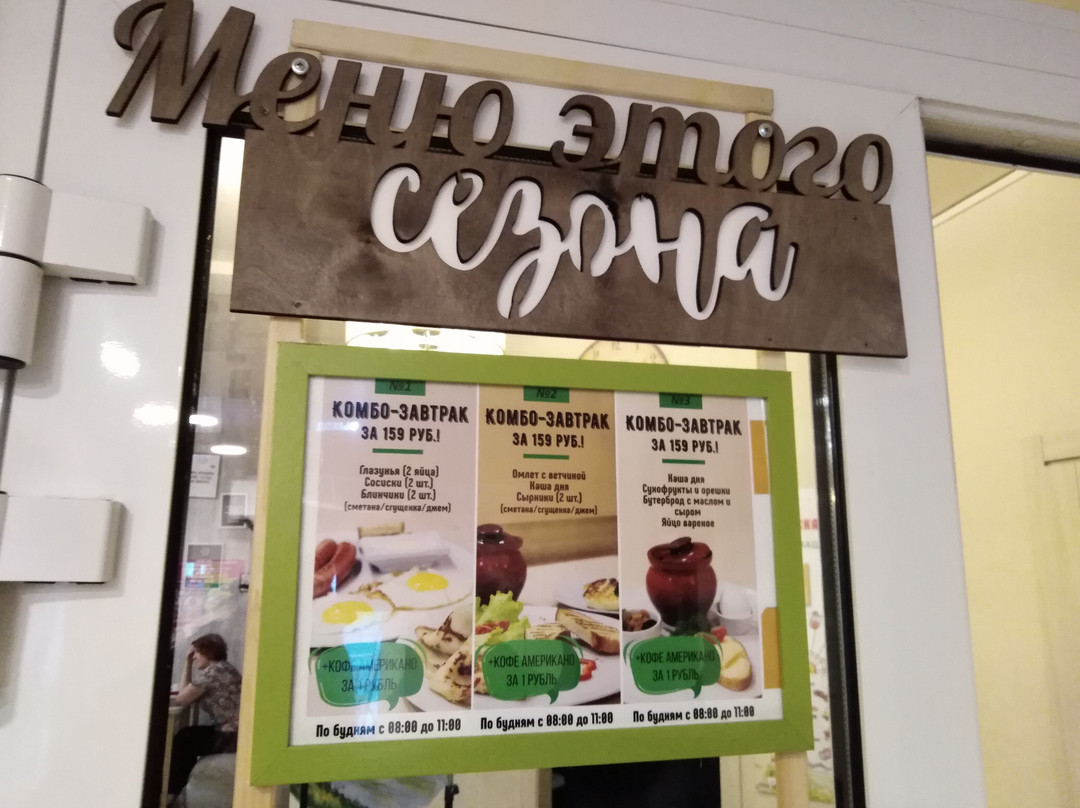 Меню этого
сезона
№1
КОМБО-ЗАВТРАК
ЗА 159 РУБ.!
Глазунья (2 яйца)
Сосиски (2 шт.)
Блинчики (2 шт.)
(сметана/сгущенка/джем)
+КОФЕ АМЕРИКАНО
ЗА 1 РУБЛЬ
По будням с 08:00 до 11:00
№2
КОМБО-ЗАВТРАК
ЗА 159 РУБ.!
Омлет с ветчиной
Каша дня
Сырники (2 шт.)
(сметана/сгущенка/джем)
+КОФЕ АМЕРИКАНО
ЗА 1 РУБЛЬ
По будням с 08:00 до 11:00
№3
КОМБО-ЗАВТРАК
ЗА 159 РУБ.!
Каша дня
Сухофрукты и орешки
Бутерброд с маслом и
сыром
Яйцо вареное
+КОФЕ АМЕРИКАНО
ЗА 1 РУБЛЬ
По будням с 08:00 до 11:00